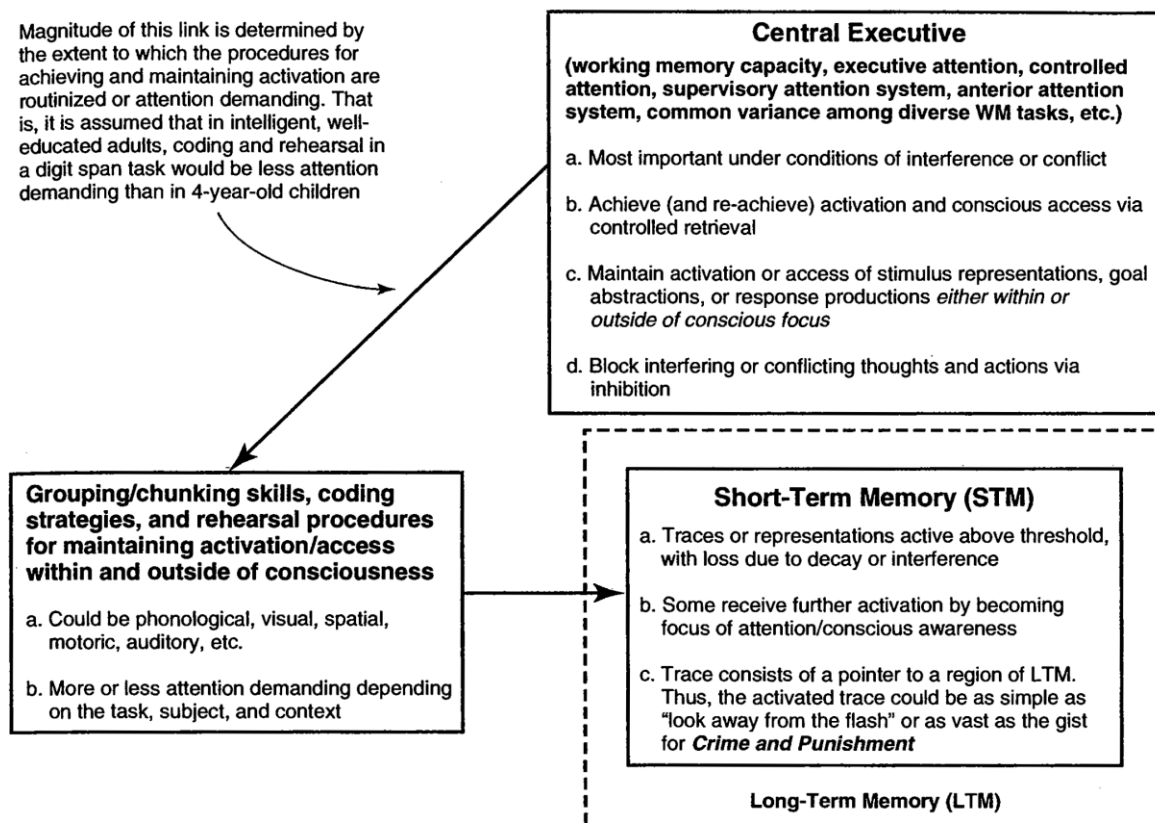 Magnitude of this link is determined by
the extent to which the procedures for
achieving and maintaining activation are
routinized or attention demanding. That
is, it is assumed that in intelligent, well-
educated adults, coding and rehearsal in
a digit span task would be less attention
demanding than in 4-year-old children
Central Executive
(working memory capacity, executive attention, controlled
attention, supervisory attention system, anterior attention
system, common variance among diverse WM tasks, etc.)
a. Most important under conditions of interference or conflict
b. Achieve (and re-achieve) activation and conscious access via
controlled retrieval
c. Maintain activation or access of stimulus representations, goal
abstractions, or response productions either within or
outside of conscious focus
d. Block interfering or conflicting thoughts and actions via
inhibition
Grouping/chunking skills, coding
strategies, and rehearsal procedures
for maintaining activation/access
within and outside of consciousness
a. Could be phonological, visual, spatial,
motoric, auditory, etc.
b. More or less attention demanding depending
on the task, subject, and context
Short-Term Memory (STM)
a. Traces or representations active above threshold,
with loss due to decay or interference
b. Some receive further activation by becoming
focus of attention/conscious awareness
c. Trace consists of a pointer to a region of LTM.
Thus, the activated trace could be as simple as
“look away from the flash” or as vast as the gist
for Crime and Punishment
Long-Term Memory (LTM)